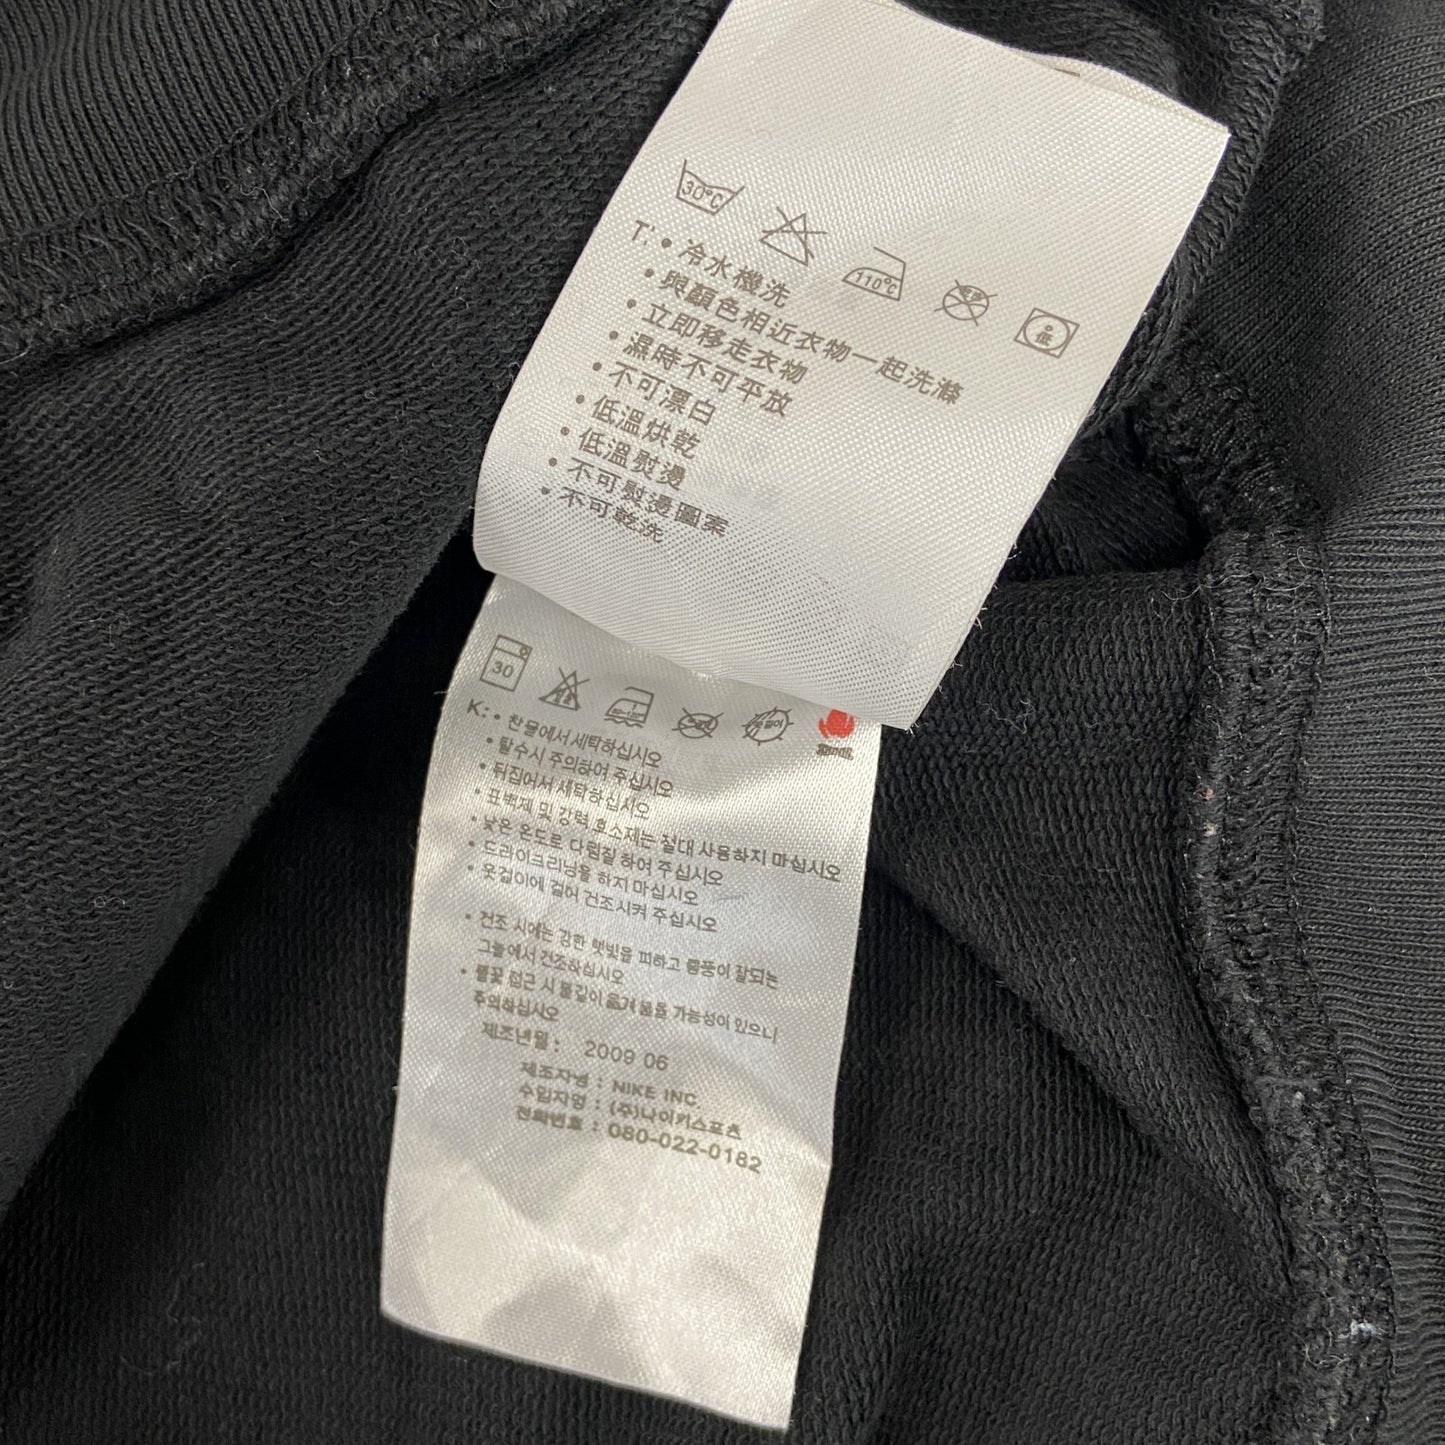 30°C
110°C
低
T: • 冷水機洗
• 與顏色相近衣物一起洗滌
• 立即移走衣物
• 濕時不可平放
• 不可漂白
• 低溫烘乾
• 低溫熨燙
• 不可熨燙圖案
• 不可乾洗
30
K: • 찬물에서 세탁하십시오
• 탈수시 주의하여 주십시오
• 뒤집어서 세탁하십시오
• 표백제 및 강력 효소제는 절대 사용하지 마십시오
• 낮은 온도로 다림질 하여 주십시오
• 드라이크리닝을 하지 마십시오
• 옷걸이에 걸어 건조시켜 주십시오
• 건조 시에는 강한 햇빛을 피하고 통풍이 잘되는
그늘에서 건조하십시오
• 불꽃 접근 시 불길이 옮겨 붙을 가능성이 있으니
주의하십시오
제조년월 : 2009 06
제조자명 : NIKE INC
수입자명 : (주)나이키스포츠
전화번호 : 080-022-0182